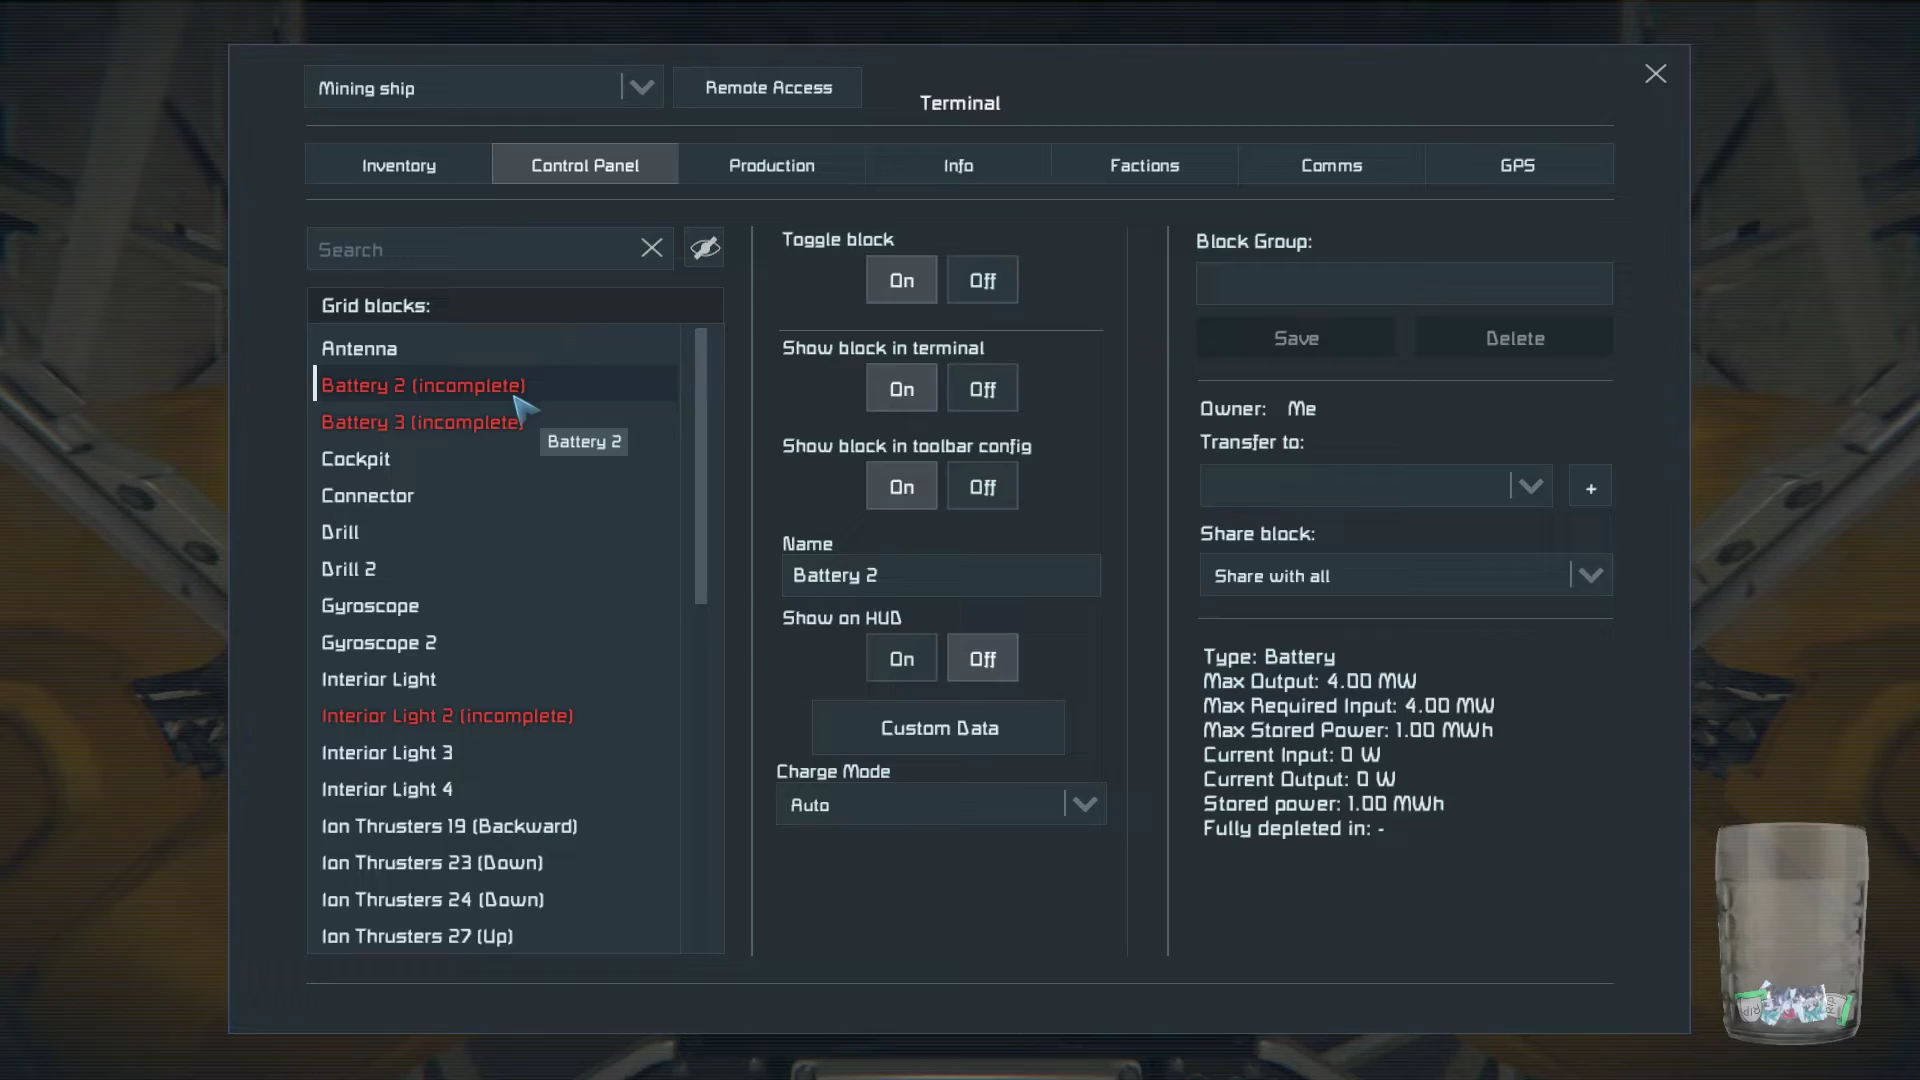 Mining ship
Remote Access
Terminal
Inventory
Control Panel
Production
Info
Factions
Comms
GPS
Search
Grid blocks:
Antenna
Battery 2 (incomplete)
Battery 3 (incomplete)
Battery 2
Cockpit
Connector
Drill
Drill 2
Gyroscope
Gyroscope 2
Interior Light
Interior Light 2 (incomplete)
Interior Light 3
Interior Light 4
Ion Thrusters 19 (Backward)
Ion Thrusters 23 (Down)
Ion Thrusters 24 (Down)
Ion Thrusters 27 (Up)
Toggle block
On Off
Show block in terminal
On Off
Show block in toolbar config
On Off
Name
Battery 2
Show on HUD
On Off
Custom Data
Charge Mode
Auto
Block Group:
Save Delete
Owner: Me
Transfer to:
+
Share block:
Share with all
Type: Battery
Max Output: 4.00 MW
Max Required Input: 4.00 MW
Max Stored Power: 1.00 MWh
Current Input: 0 W
Current Output: 0 W
Stored power: 1.00 MWh
Fully depleted in: -